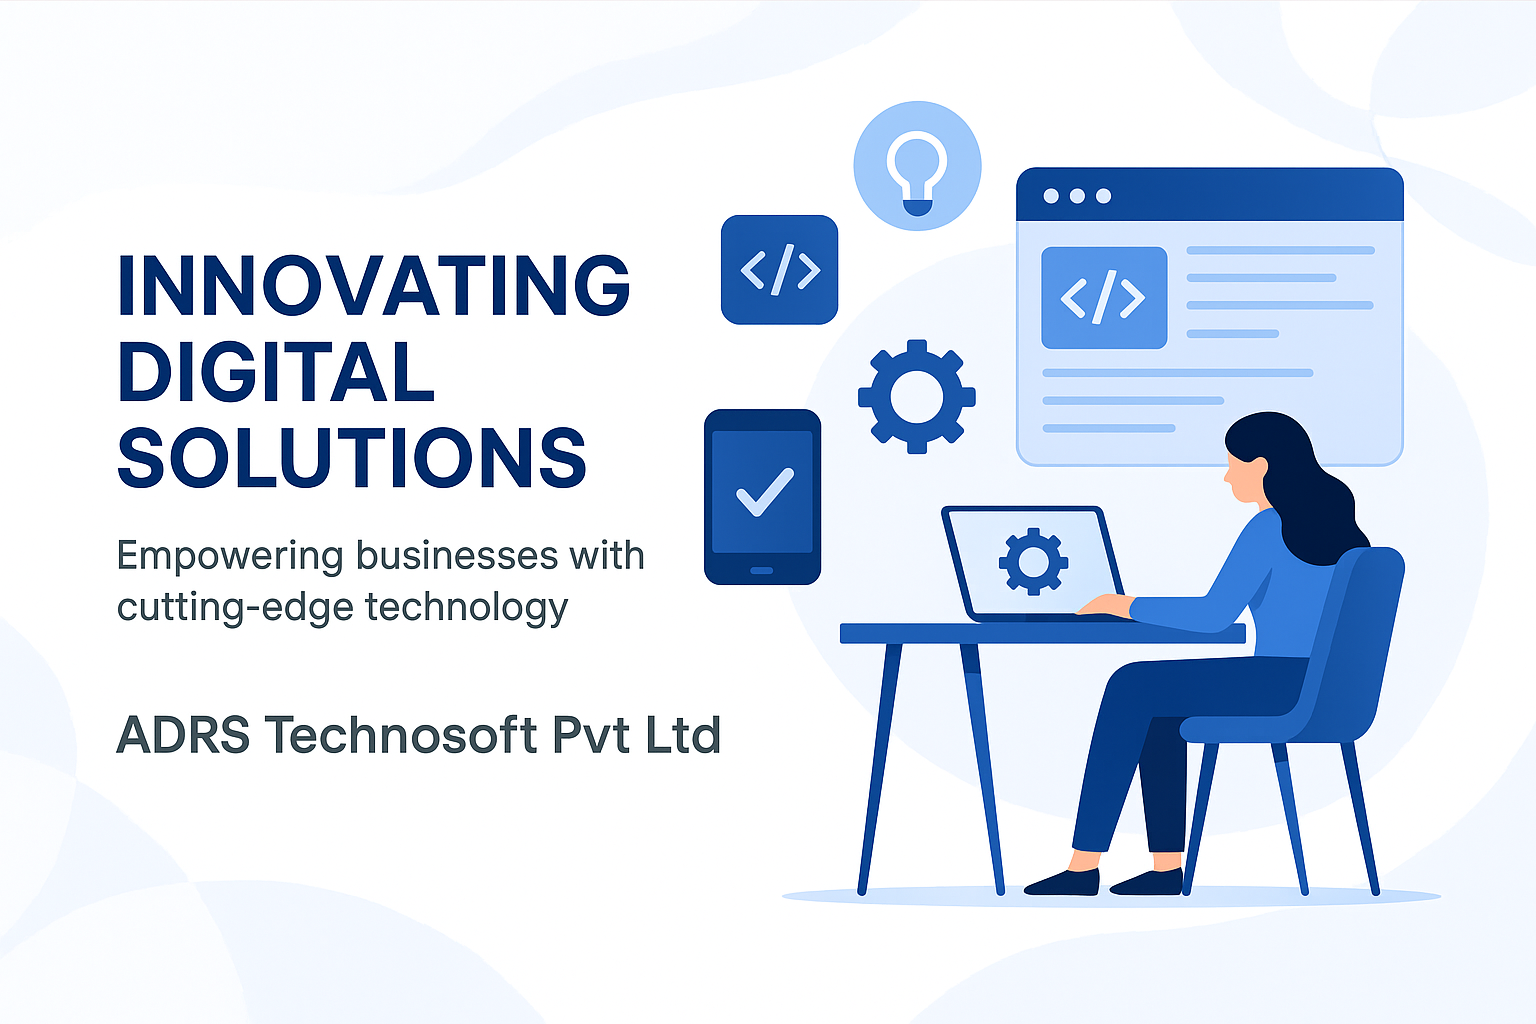 INNOVATING
DIGITAL
SOLUTIONS
Empowering businesses with
cutting-edge technology
ADRS Technosoft Pvt Ltd
</>
</>